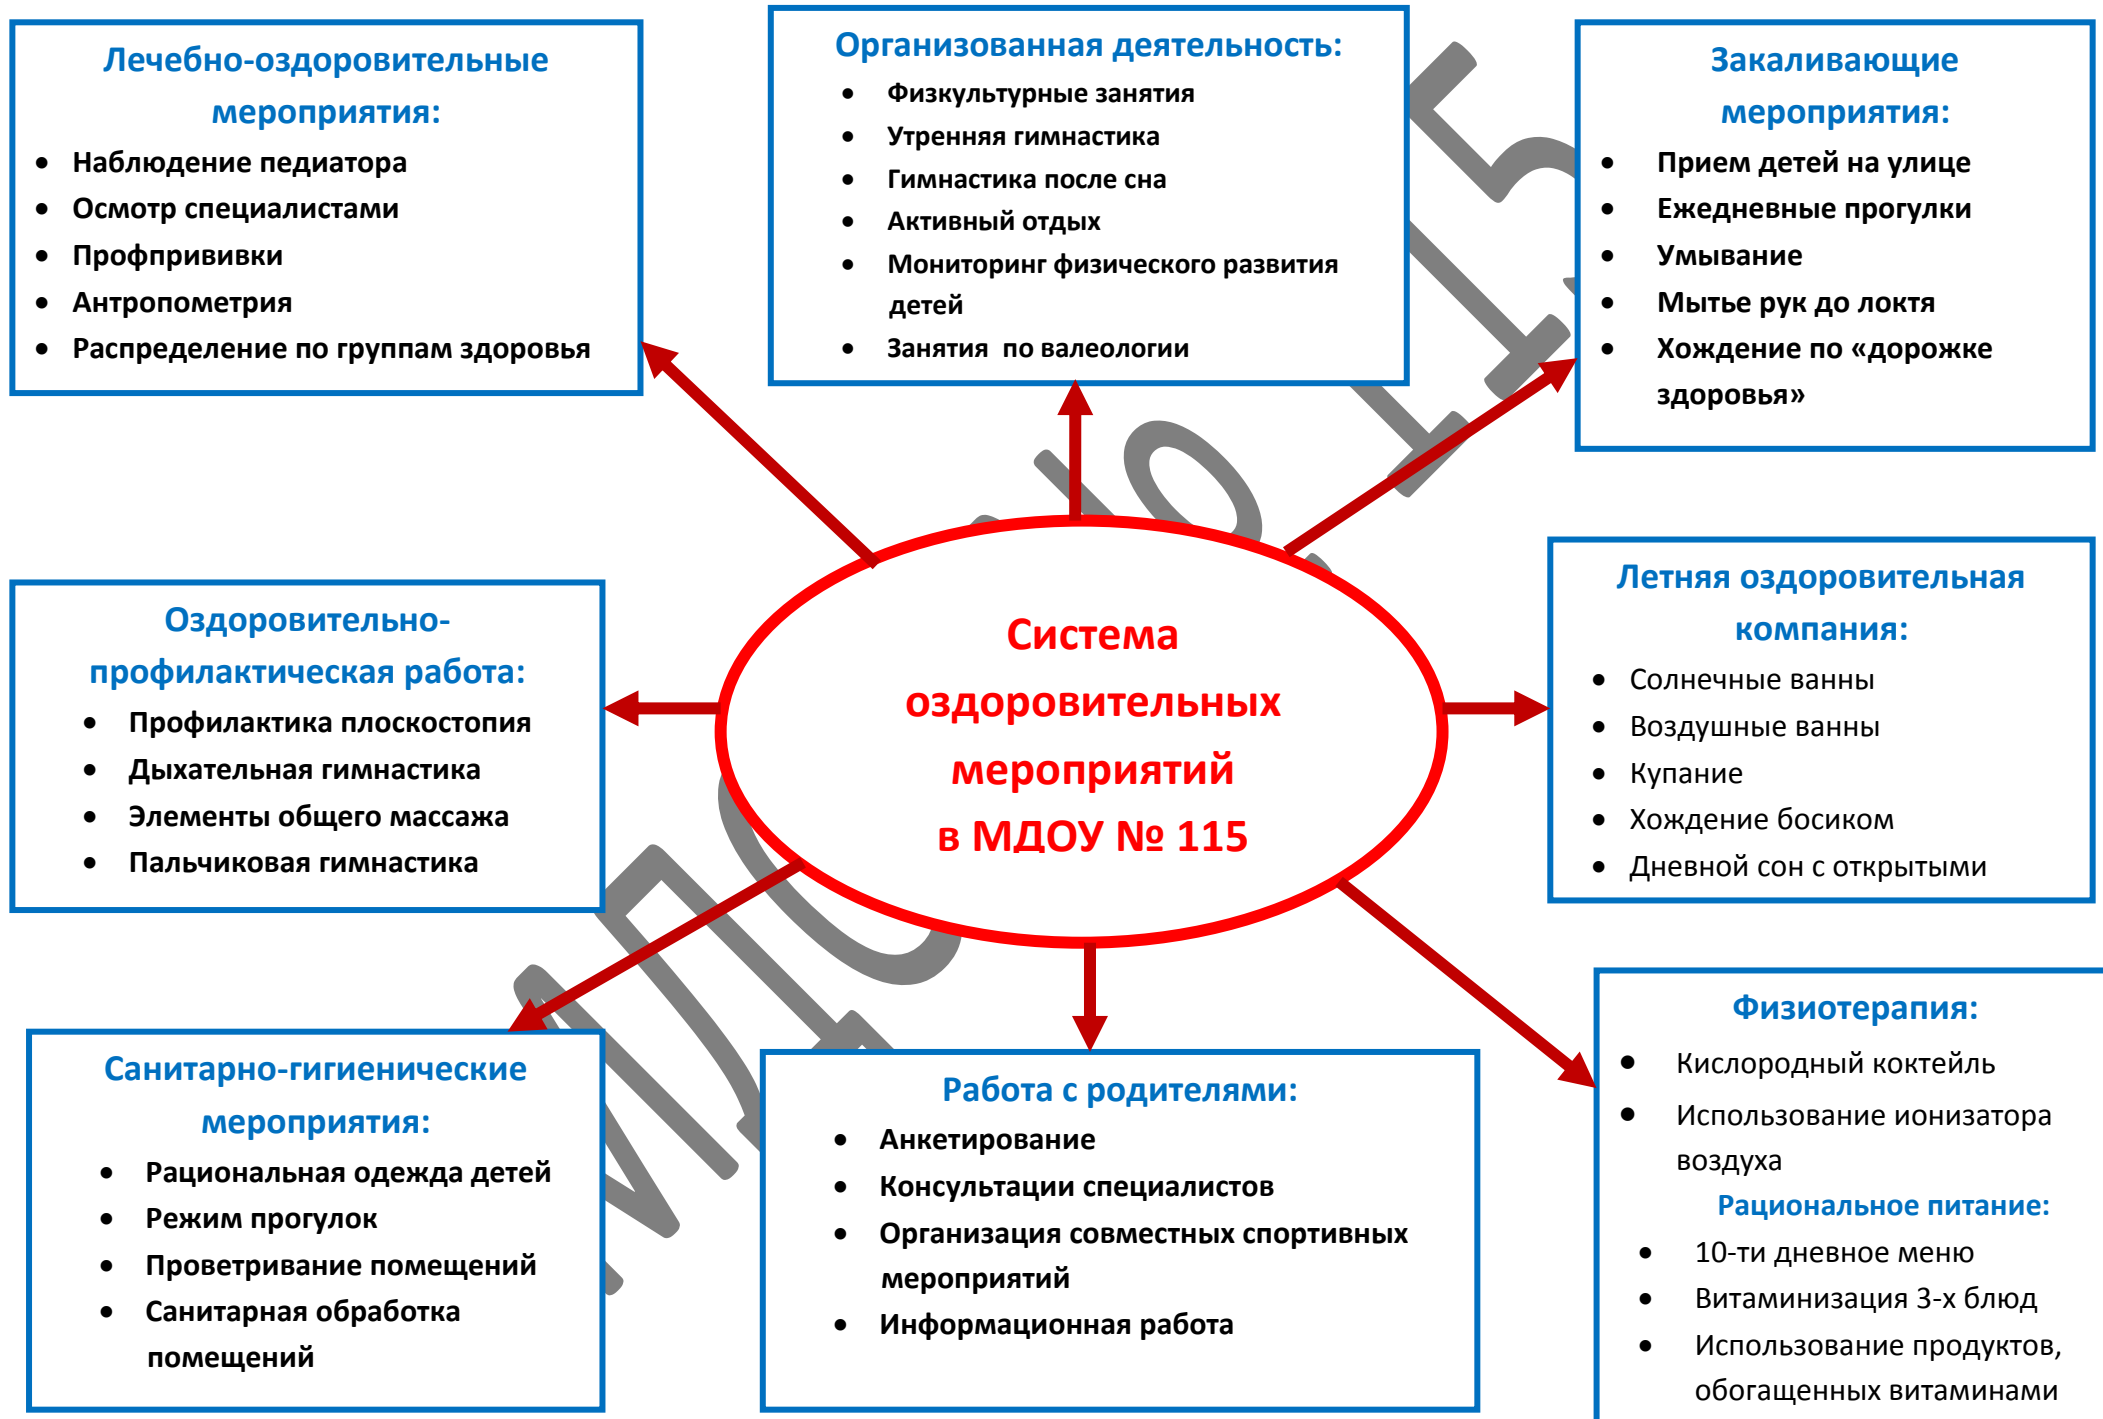 Лечебно-оздоровительные
мероприятия:
• Наблюдение педиатора
• Осмотр специалистами
• Профпрививки
• Антропометрия
• Распределение по группам здоровья
Организованная деятельность:
• Физкультурные занятия
• Утренняя гимнастика
• Гимнастика после сна
• Активный отдых
• Мониторинг физического развития
детей
• Занятия по валеологии
Закаливающие
мероприятия:
• Прием детей на улице
• Ежедневные прогулки
• Умывание
• Мытье рук до локтя
• Хождение по «дорожке
здоровья»
Оздоровительно-
профилактическая работа:
• Профилактика плоскостопия
• Дыхательная гимнастика
• Элементы общего массажа
• Пальчиковая гимнастика
Система
оздоровительных
мероприятий
в МДОУ № 115
Летняя оздоровительная
компания:
• Солнечные ванны
• Воздушные ванны
• Купание
• Хождение босиком
• Дневной сон с открытыми
Санитарно-гигиенические
мероприятия:
• Рациональная одежда детей
• Режим прогулок
• Проветривание помещений
• Санитарная обработка
помещений
Работа с родителями:
• Анкетирование
• Консультации специалистов
• Организация совместных спортивных
мероприятий
• Информационная работа
Физиотерапия:
• Кислородный коктейль
• Использование ионизатора
воздуха
Рациональное питание:
• 10-ти дневное меню
• Витаминизация 3-х блюд
• Использование продуктов,
обогащенных витаминами